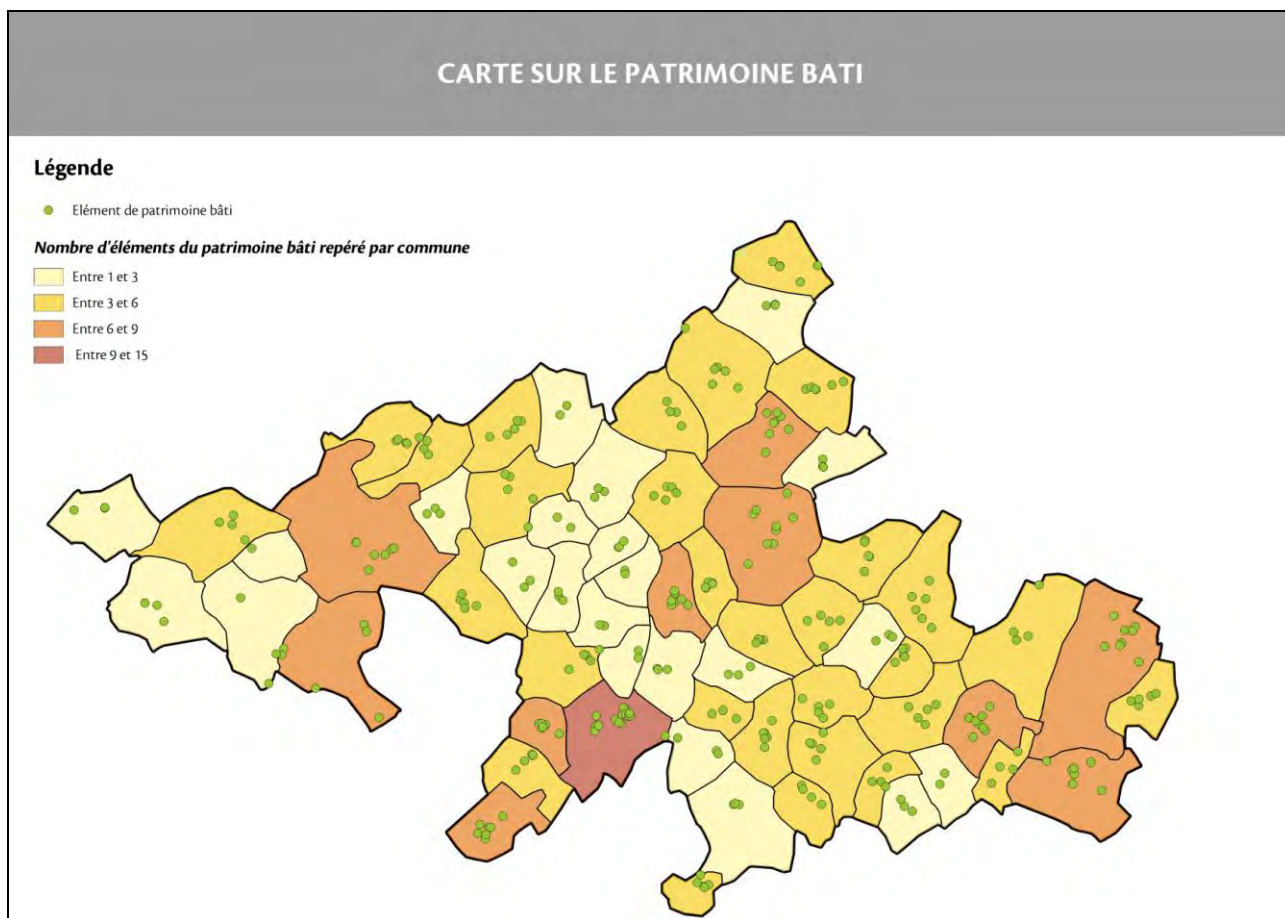 CARTE SUR LE PATRIMOINE BATI
Légende
Elément de patrimoine bâti
Nombre d'éléments du patrimoine bâti repéré par commune
Entre 1 et 3
Entre 3 et 6
Entre 6 et 9
Entre 9 et 15